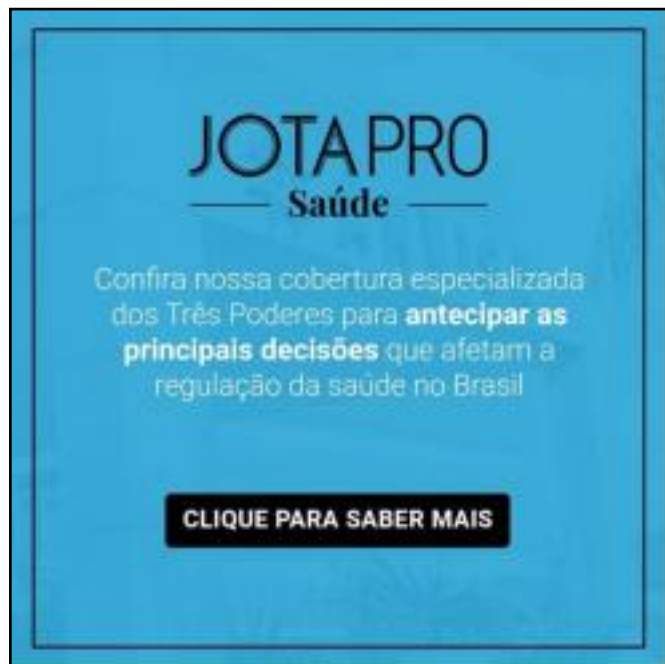 JOTAPRO
Saúde
Confira nossa cobertura especializada
dos Três Poderes para antecipar as
principais decisões que afetam a
regulação da saúde no Brasil
CLIQUE PARA SABER MAIS